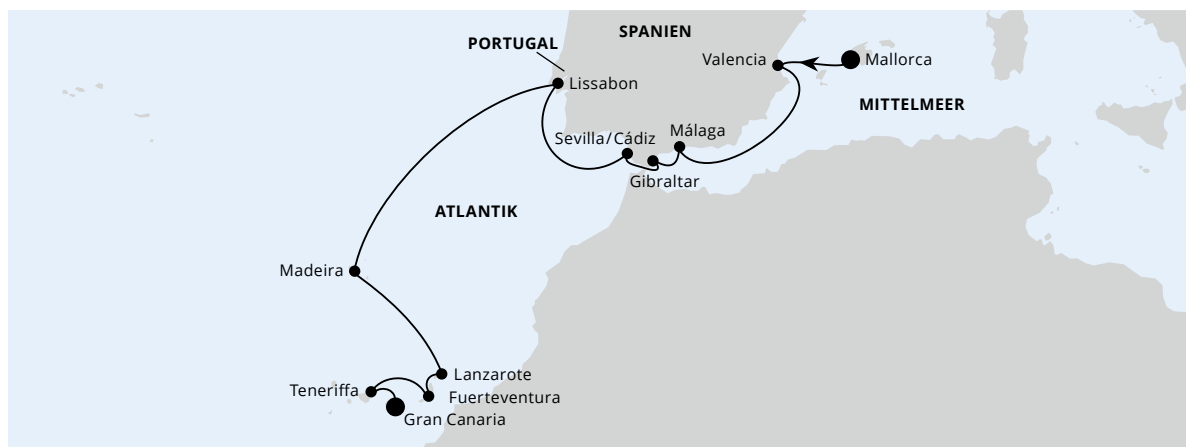 SPANIEN
PORTUGAL
Valencia
Mallorca
Lissabon
MITTELMEER
Málaga
Sevilla/Cádiz
Gibraltar
ATLANTIK
Madeira
Lanzarote
Teneriffa
Fuerteventura
Gran Canaria